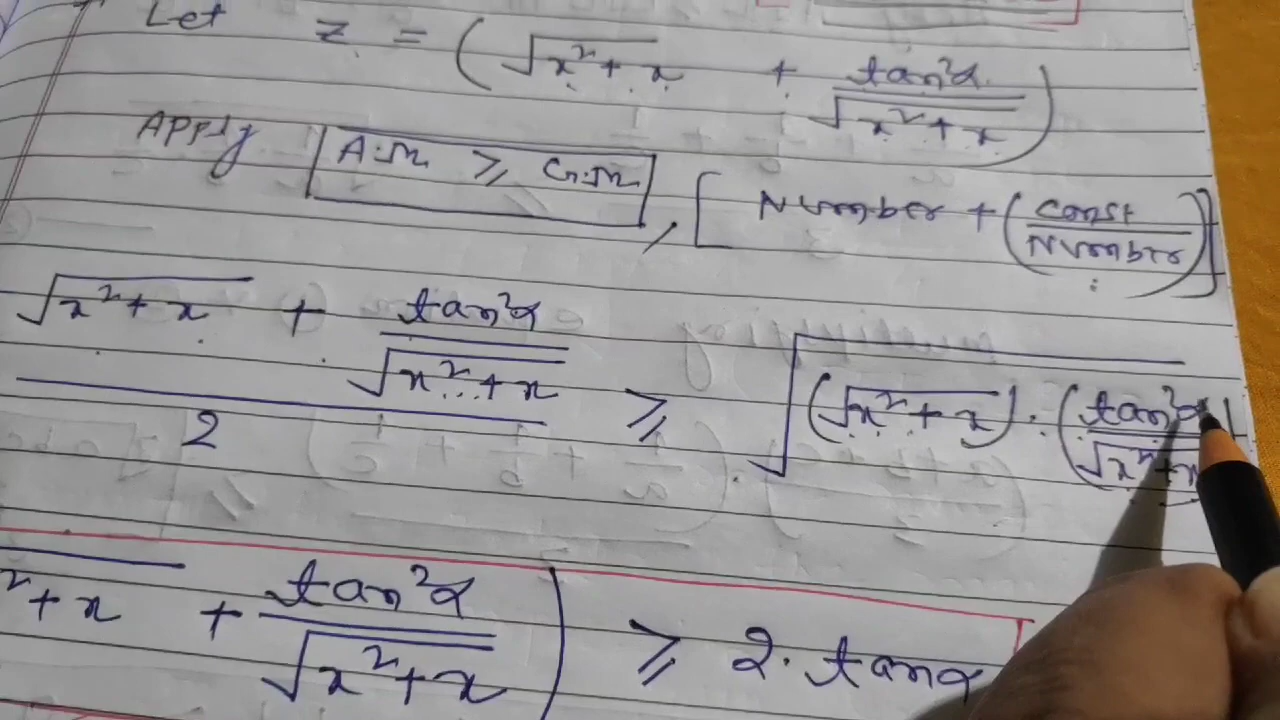 Let z = (√(x²+x) + tan²α/√(x²+x))
Apply A.M ≥ G.M, [Number + (Const/Number)]
(√(x²+x) + tan²α/√(x²+x))/2 ≥ √((√(x²+x)) · (tan²α/√(x²+x)))
²+x + tan²α/√(x²+x)) ≥ 2·tanα